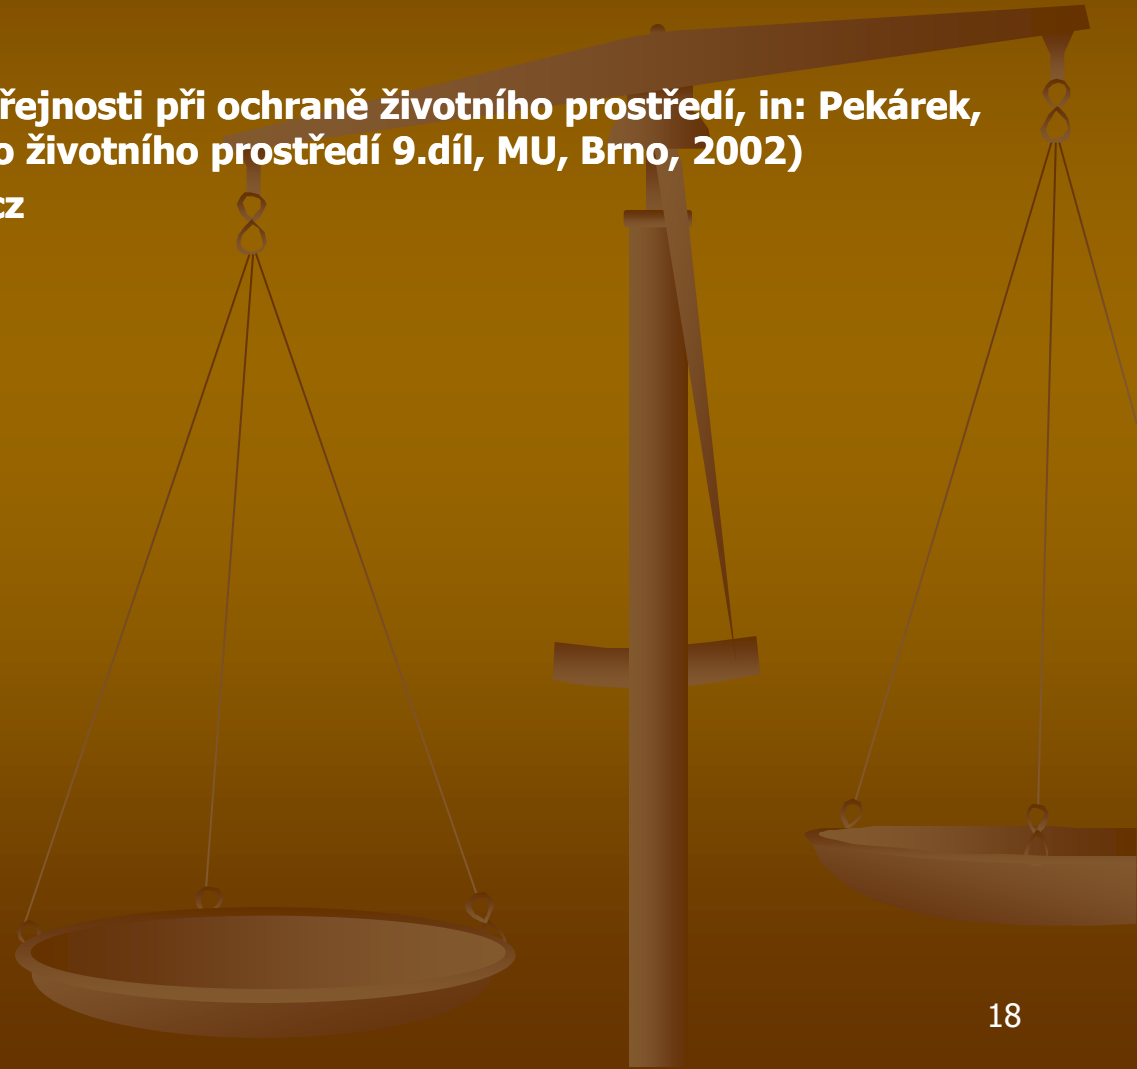 řejnosti při ochraně životního prostředí, in: Pekárek,
o životního prostředí 9.díl, MU, Brno, 2002)
cz
18